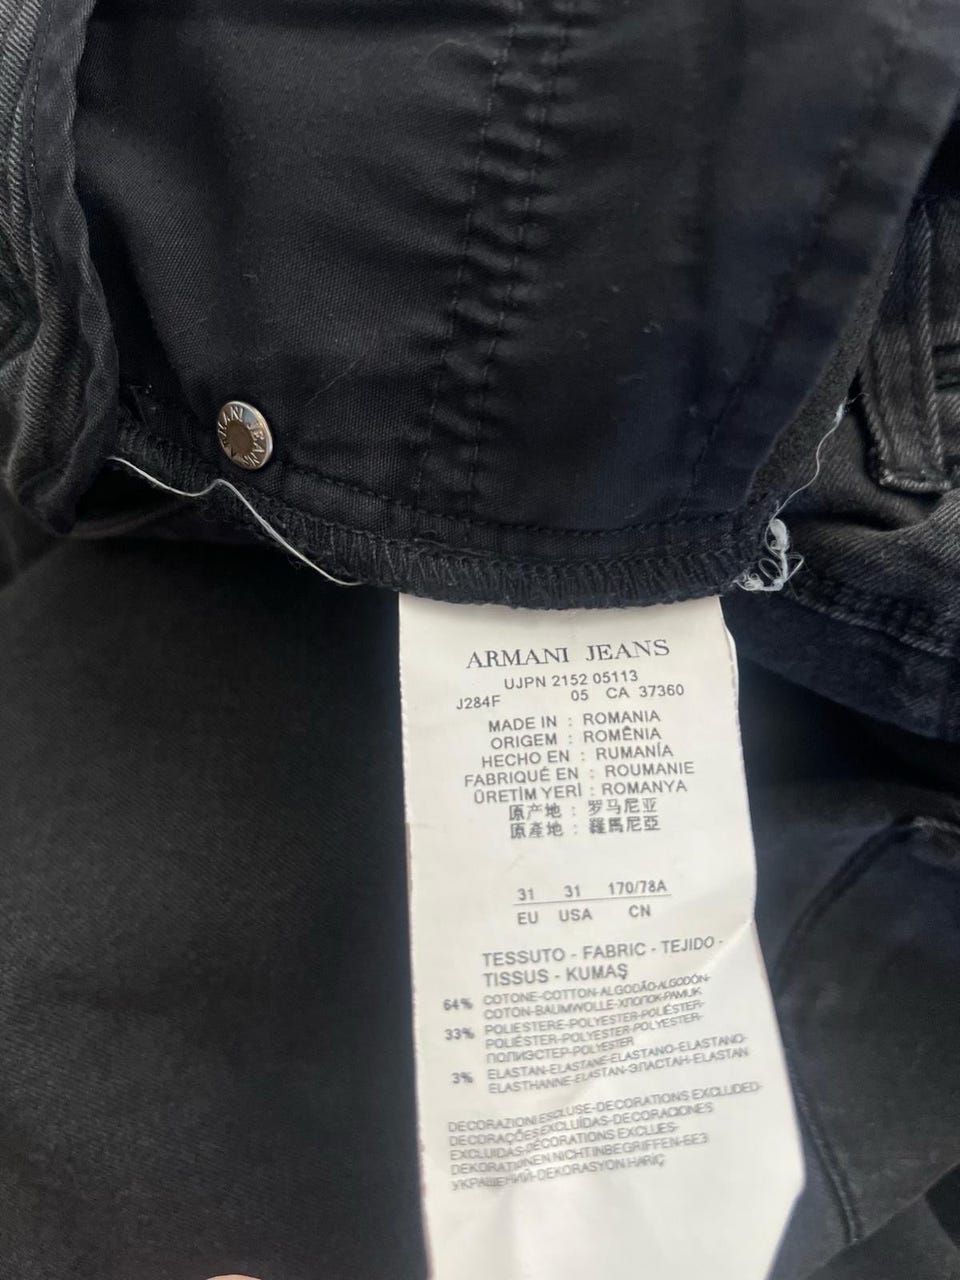 ARMANI JEANS
ARMANI JEANS
UJPN 2152 05113
J284F 05 CA 37360
MADE IN : ROMANIA
ORIGEM : ROMÊNIA
HECHO EN : RUMANÍA
FABRIQUÉ EN : ROUMANIE
ÜRETİM YERİ : ROMANYA
原产地 : 罗马尼亚
原產地 : 羅馬尼亞
31 31 170/78A
EU USA CN
TESSUTO - FABRIC - TEJIDO -
TISSUS - KUMAŞ
64% COTONE-COTTON-ALGODÃO-ALGODÓN-
COTON-BAUMWOLLE-ХЛОПОК-PAMUK
33% POLIESTERE-POLYESTER-POLIÉSTER-
POLIÉSTER-POLYESTER-POLYESTER-
ПОЛИЭСТЕР-POLYESTER
3% ELASTAN-ELASTANE-ELASTANO-ELASTANO-
ELASTHANNE-ELASTAN-ЭЛАСТАН-ELASTAN
DECORAZIONI ESCLUSE-DECORATIONS EXCLUDED-
DECORAÇÕES EXCLUÍDAS-DECORACIONES
EXCLUIDAS-DÉCORATIONS EXCLUES-
DEKORATIONEN NICHT INBEGRIFFEN-БЕЗ
УКРАШЕНИЙ-DEKORASYON HARİÇ